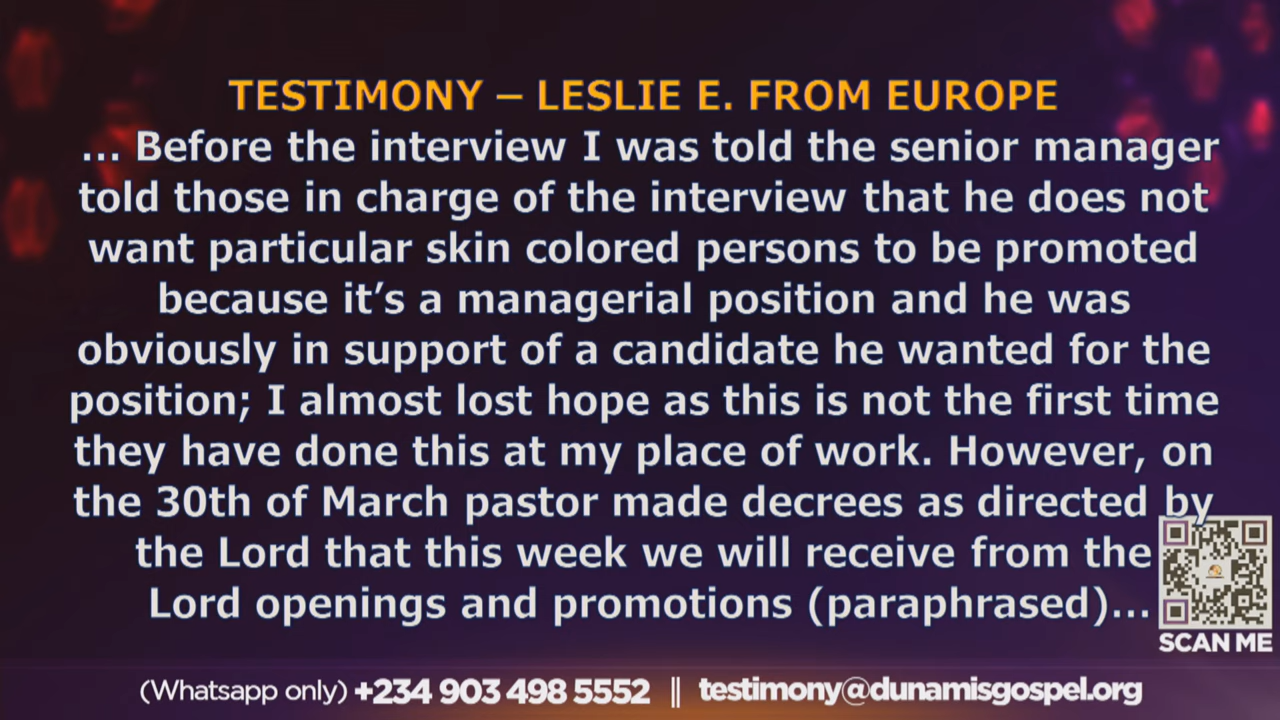 TESTIMONY – LESLIE E. FROM EUROPE
... Before the interview I was told the senior manager
told those in charge of the interview that he does not
want particular skin colored persons to be promoted
because it’s a managerial position and he was
obviously in support of a candidate he wanted for the
position; I almost lost hope as this is not the first time
they have done this at my place of work. However, on
the 30th of March pastor made decrees as directed by
the Lord that this week we will receive from the
Lord openings and promotions (paraphrased)...
SCAN ME
(Whatsapp only) +234 903 498 5552 || testimony@dunamisgospel.org